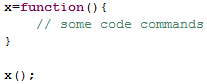 x=function(){
    // some code commands
}
x();